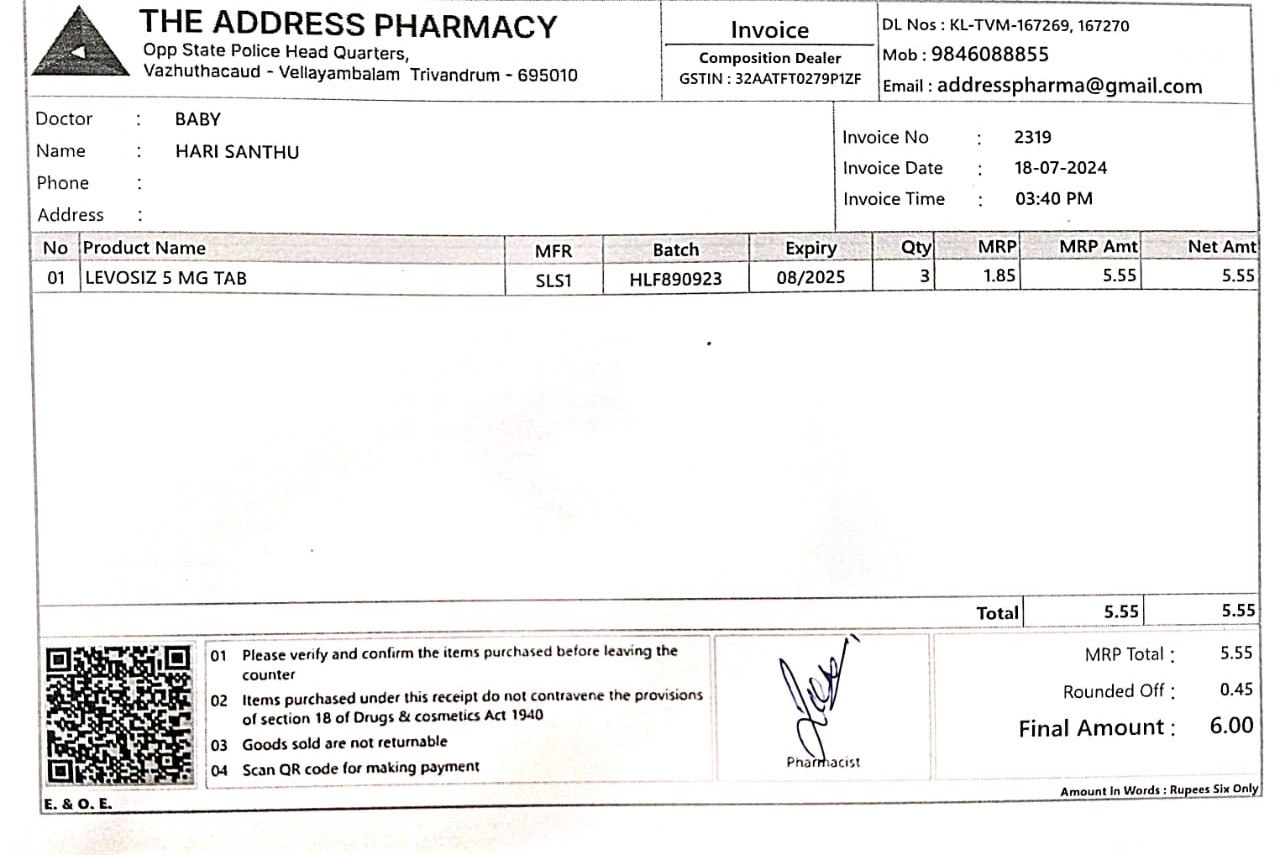 THE ADDRESS PHARMACY
Opp State Police Head Quarters,
Vazhuthacaud - Vellayambalam Trivandrum - 695010
Invoice
Composition Dealer
GSTIN : 32AATFT0279P1ZF
DL Nos : KL-TVM-167269, 167270
Mob : 9846088855
Email : addresspharma@gmail.com
Doctor : BABY
Name : HARI SANTHU
Phone :
Address :
Invoice No : 2319
Invoice Date : 18-07-2024
Invoice Time : 03:40 PM
No Product Name MFR Batch Expiry Qty MRP MRP Amt Net Amt
01 LEVOSIZ 5 MG TAB SLS1 HLF890923 08/2025 3 1.85 5.55 5.55
Total 5.55 5.55
01 Please verify and confirm the items purchased before leaving the
counter
02 Items purchased under this receipt do not contravene the provisions
of section 18 of Drugs & cosmetics Act 1940
03 Goods sold are not returnable
04 Scan QR code for making payment
Pharmacist
MRP Total : 5.55
Rounded Off : 0.45
Final Amount : 6.00
E. & O. E.
Amount In Words : Rupees Six Only